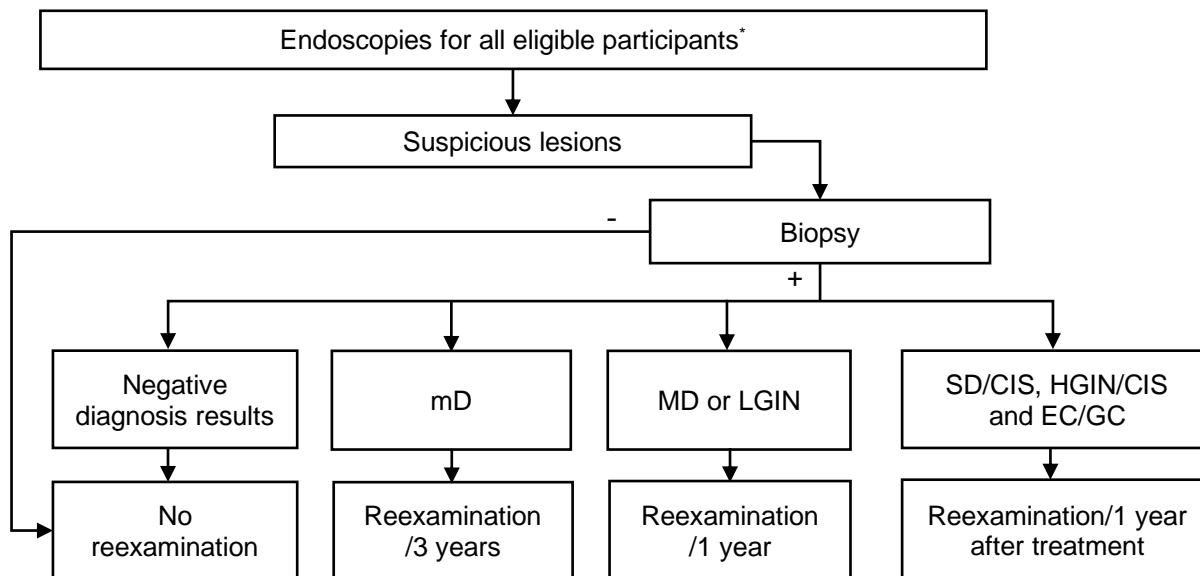 Endoscopies for all eligible participants*
Suspicious lesions
-
Biopsy
+
Negative
diagnosis results
mD
MD or LGIN
SD/CIS, HGIN/CIS
and EC/GC
No
reexamination
Reexamination
/3 years
Reexamination
/1 year
Reexamination/1 year
after treatment